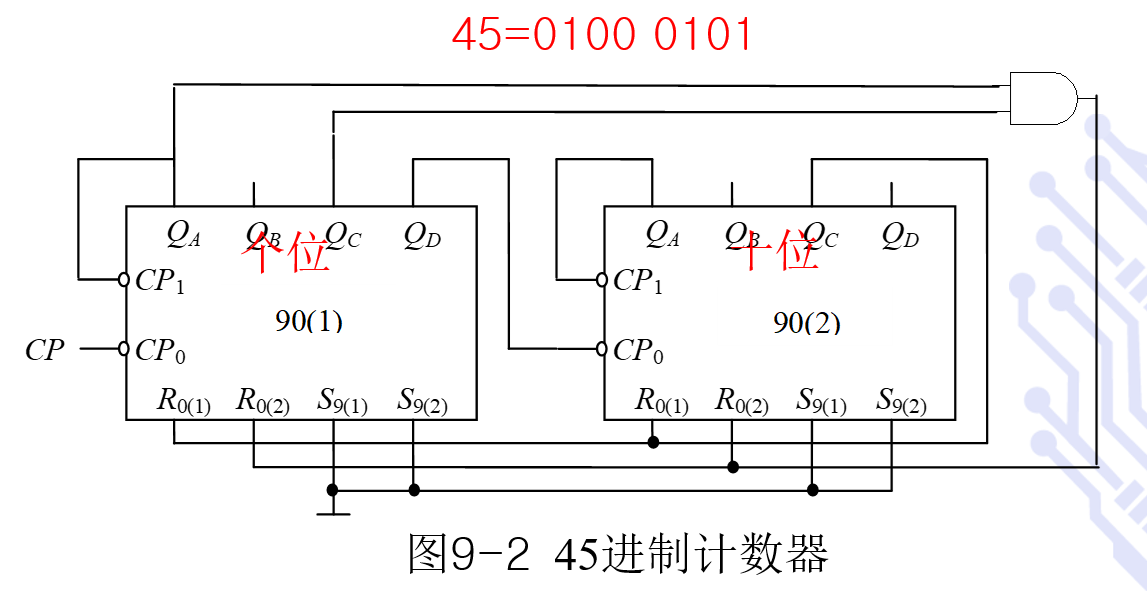 45=0100 0101
QA QB QC QD QA QB QC QD
个位 十位
CP1 CP1
90(1) 90(2)
CP CP0 CP0
R0(1) R0(2) S9(1) S9(2) R0(1) R0(2) S9(1) S9(2)
图9-2 45进制计数器